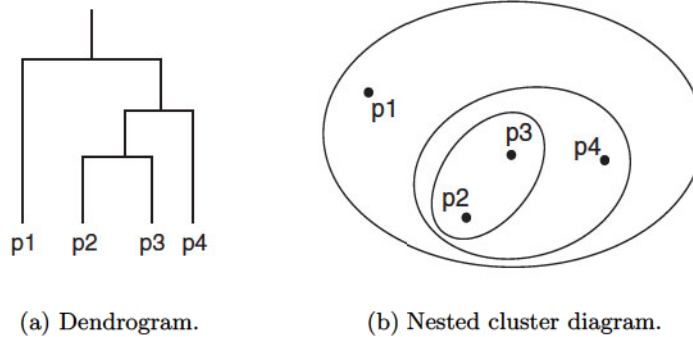 p1 p2 p3 p4
p1
p3
p4
p2
(a) Dendrogram.
(b) Nested cluster diagram.